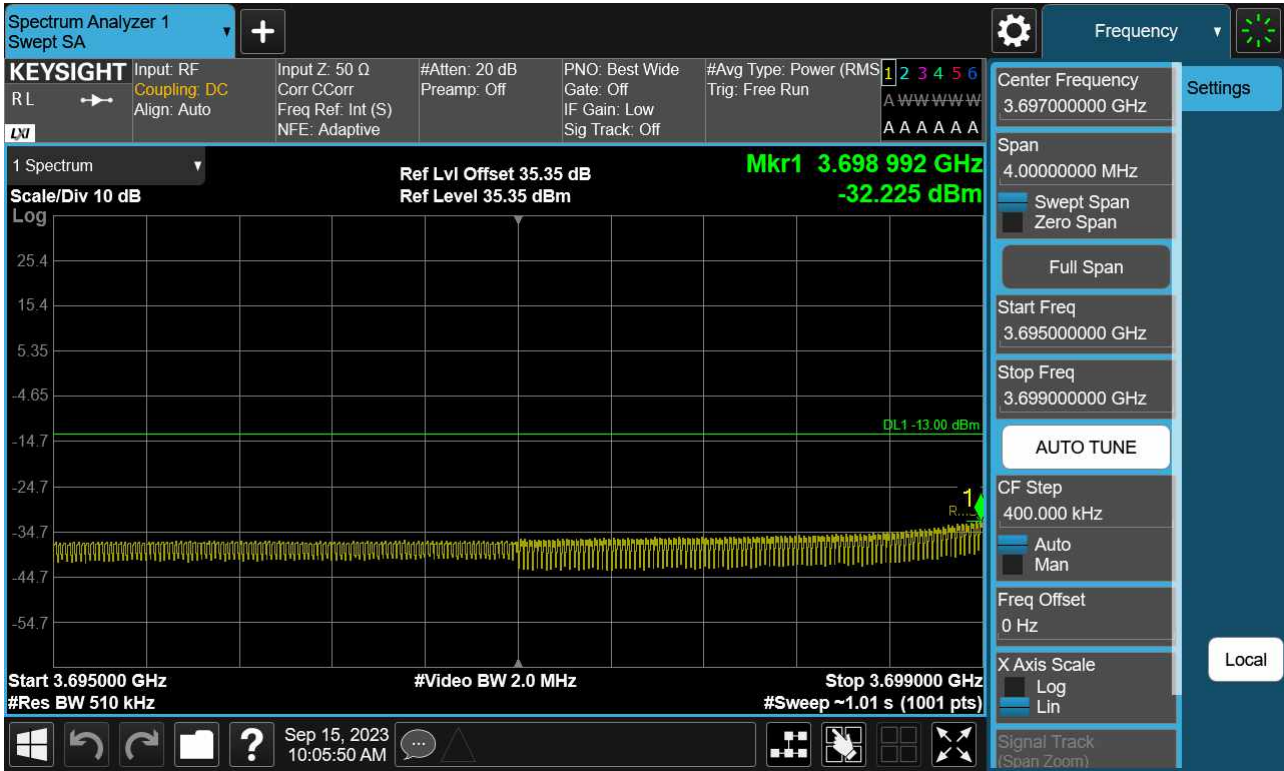 Spectrum Analyzer 1
Swept SA
Frequency
KEYSIGHT
R L
LXI
Input: RF
Coupling: DC
Align: Auto
Input Z: 50 Ω
Corr CCorr
Freq Ref: Int (S)
NFE: Adaptive
#Atten: 20 dB
Preamp: Off
PNO: Best Wide
Gate: Off
IF Gain: Low
Sig Track: Off
#Avg Type: Power (RMS
Trig: Free Run
1 2 3 4 5 6
A W W W W W
A A A A A A
1 Spectrum
Scale/Div 10 dB
Log
Ref Lvl Offset 35.35 dB
Ref Level 35.35 dBm
Mkr1 3.698 992 GHz
-32.225 dBm
25.4
15.4
5.35
-4.65
-14.7
-24.7
-34.7
-44.7
-54.7
DL1 -13.00 dBm
1
R...
Start 3.695000 GHz
#Res BW 510 kHz
#Video BW 2.0 MHz
Stop 3.699000 GHz
#Sweep ~1.01 s (1001 pts)
Center Frequency
3.697000000 GHz
Span
4.00000000 MHz
Swept Span
Zero Span
Full Span
Start Freq
3.695000000 GHz
Stop Freq
3.699000000 GHz
AUTO TUNE
CF Step
400.000 kHz
Auto
Man
Freq Offset
0 Hz
X Axis Scale
Log
Lin
Signal Track
(Span Zoom)
Settings
Local
?
Sep 15, 2023
10:05:50 AM